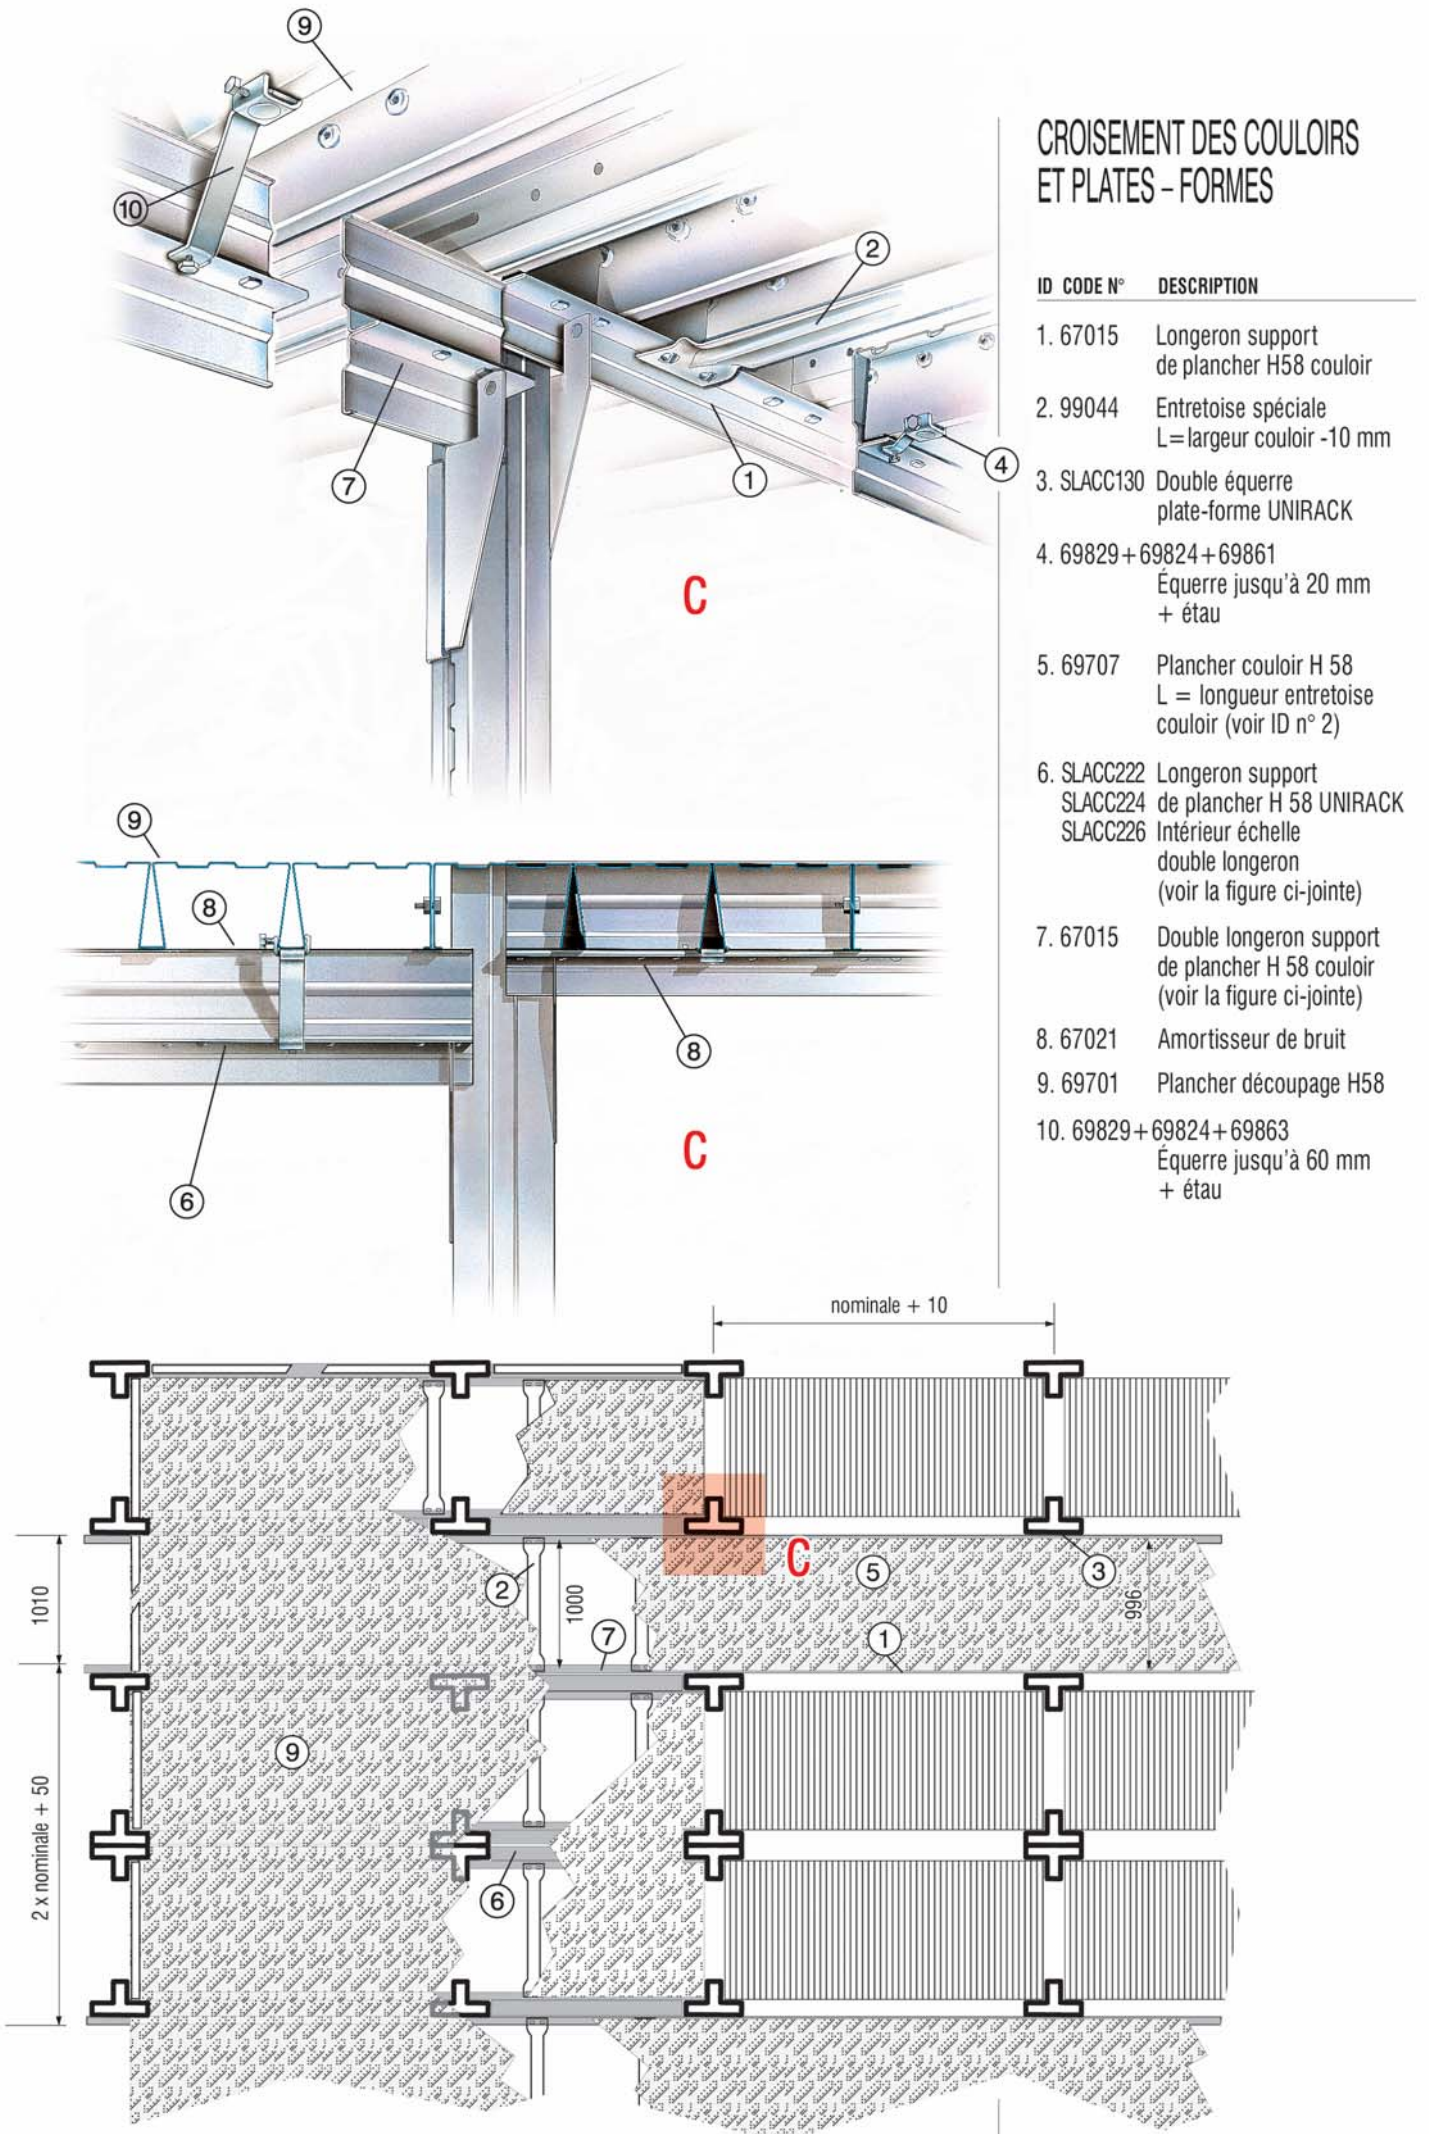 9
10
2
7
1
4
C
CROISEMENT DES COULOIRS
ET PLATES – FORMES
ID CODE N° DESCRIPTION
1. 67015 Longeron support
de plancher H58 couloir
2. 99044 Entretoise spéciale
L=largeur couloir -10 mm
3. SLACC130 Double équerre
plate-forme UNIRACK
4. 69829+69824+69861
Équerre jusqu'à 20 mm
+ étau
5. 69707 Plancher couloir H 58
L = longueur entretoise
couloir (voir ID n° 2)
6. SLACC222 Longeron support
SLACC224 de plancher H 58 UNIRACK
SLACC226 Intérieur échelle
double longeron
(voir la figure ci-jointe)
7. 67015 Double longeron support
de plancher H 58 couloir
(voir la figure ci-jointe)
8. 67021 Amortisseur de bruit
9. 69701 Plancher découpage H58
10. 69829+69824+69863
Équerre jusqu'à 60 mm
+ étau
9
8
8
6
C
nominale + 10
C
5
3
2
1000
996
1010
7
1
9
2 x nominale + 50
6